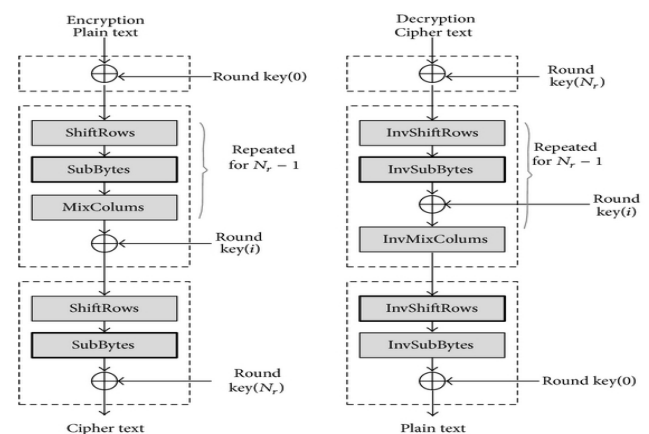 Encryption
Plain text
Round key(0)
ShiftRows
SubBytes
MixColums
Repeated
for Nr − 1
Round
key(i)
ShiftRows
SubBytes
Round
key(Nr)
Cipher text
Decryption
Cipher text
Round
key(Nr)
InvShiftRows
InvSubBytes
Repeated
for Nr − 1
Round
key(i)
InvMixColums
InvShiftRows
InvSubBytes
Round key(0)
Plain text